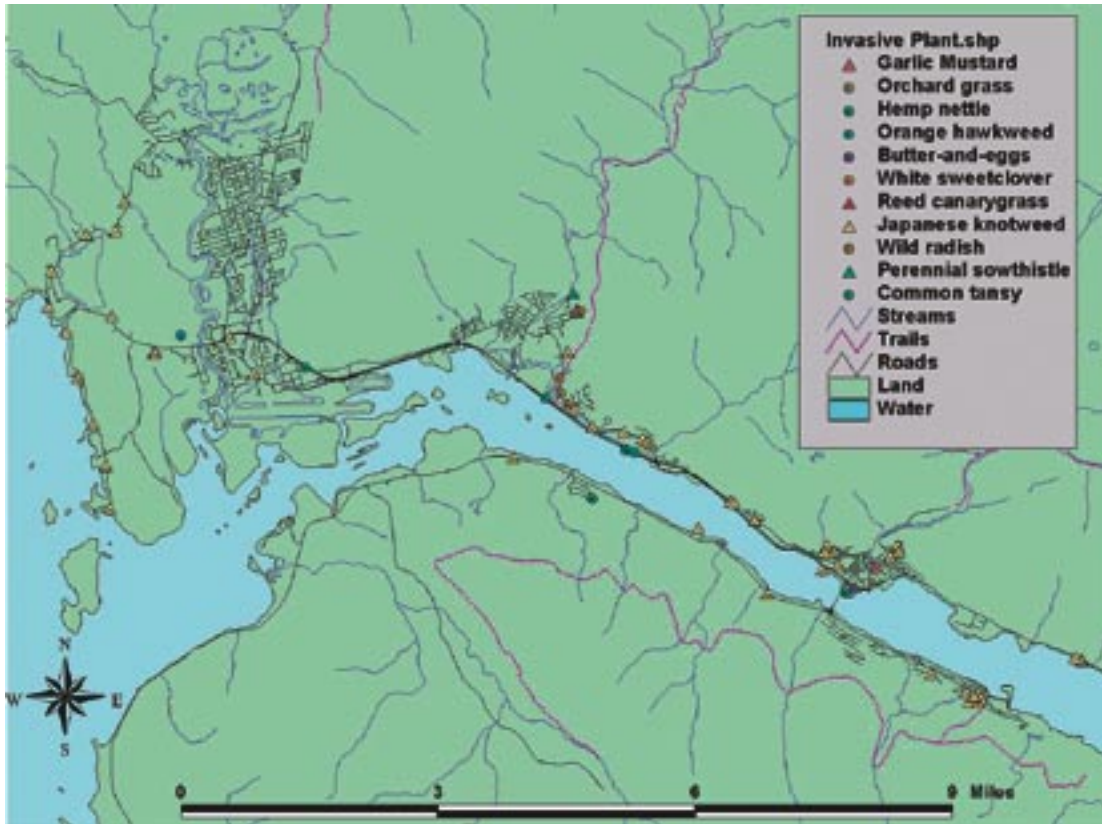 Invasive Plant.shp
Garlic Mustard
Orchard grass
Hemp nettle
Orange hawkweed
Butter-and-eggs
White sweetclover
Reed canarygrass
Japanese knotweed
Wild radish
Perennial sowthistle
Common tansy
Streams
Trails
Roads
Land
Water
N
W E
S
0 3 6 9 Miles